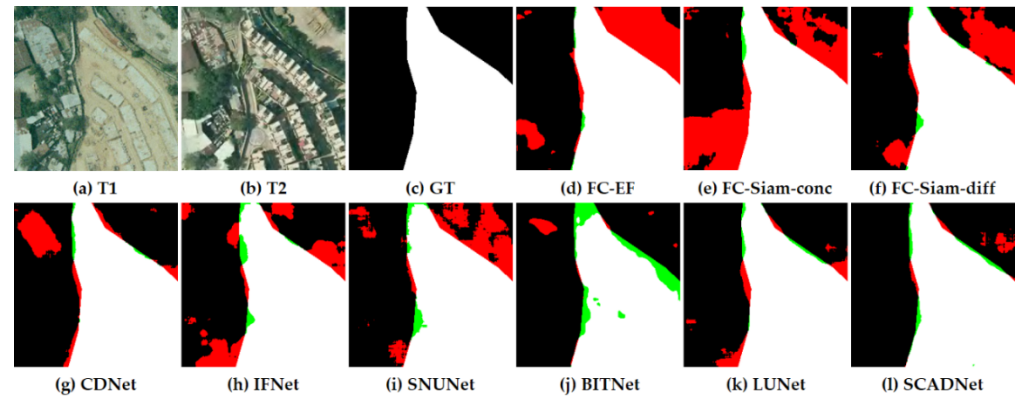 (a) T1
(b) T2
(c) GT
(d) FC-EF
(e) FC-Siam-conc
(f) FC-Siam-diff
(g) CDNet
(h) IFNet
(i) SNUNet
(j) BITNet
(k) LUNet
(l) SCADNet